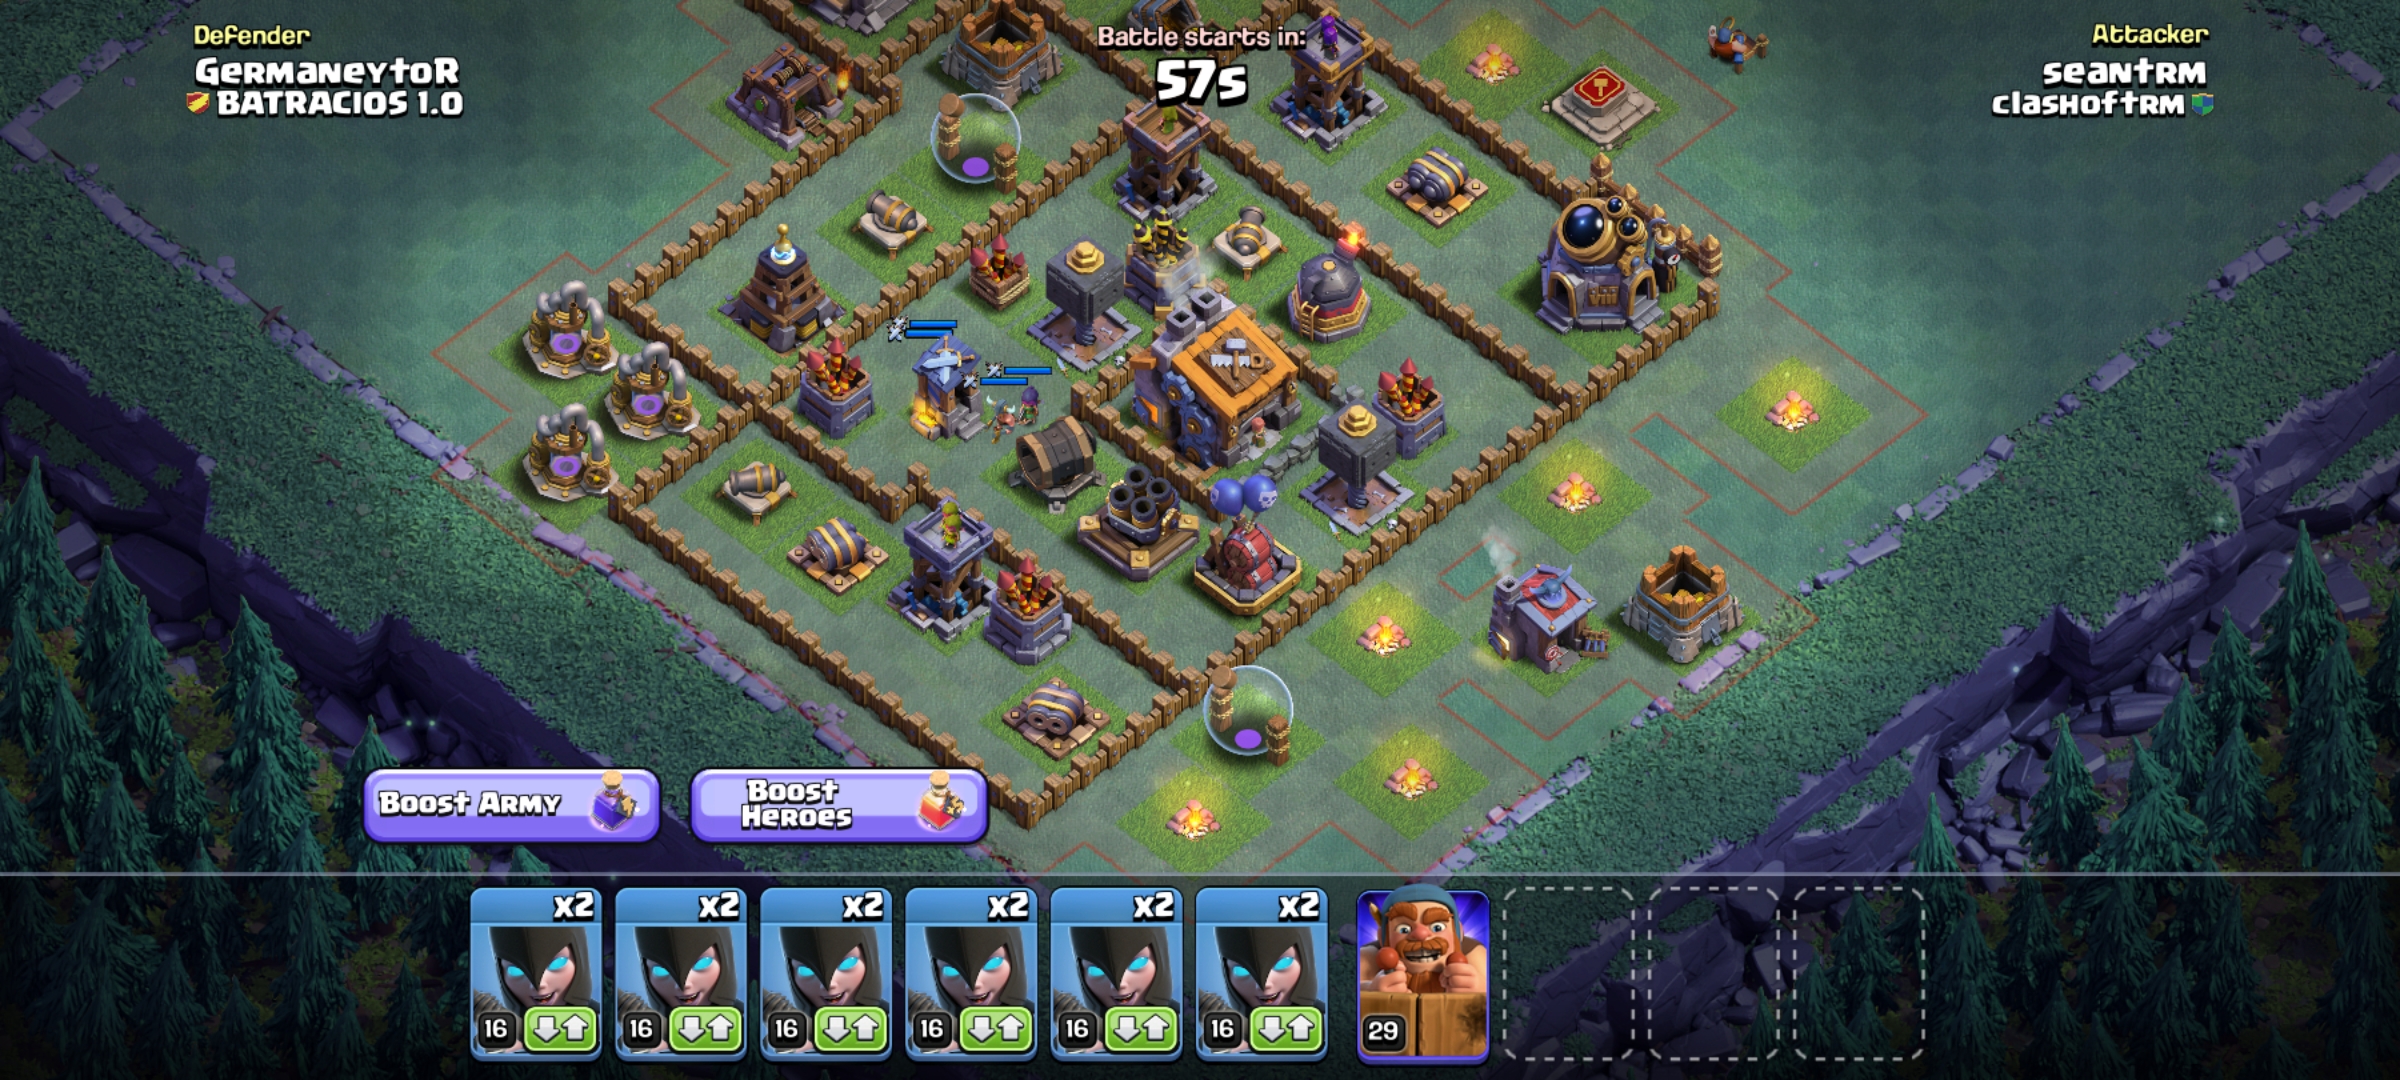 Defender
GERMANEYtoR
BATRACIOS 1.0
Battle starts in:
57s
Attacker
seantRM
clashoftRM
Boost Army
Boost
Heroes
x2
x2
x2
x2
x2
x2
16
16
16
16
16
16
29